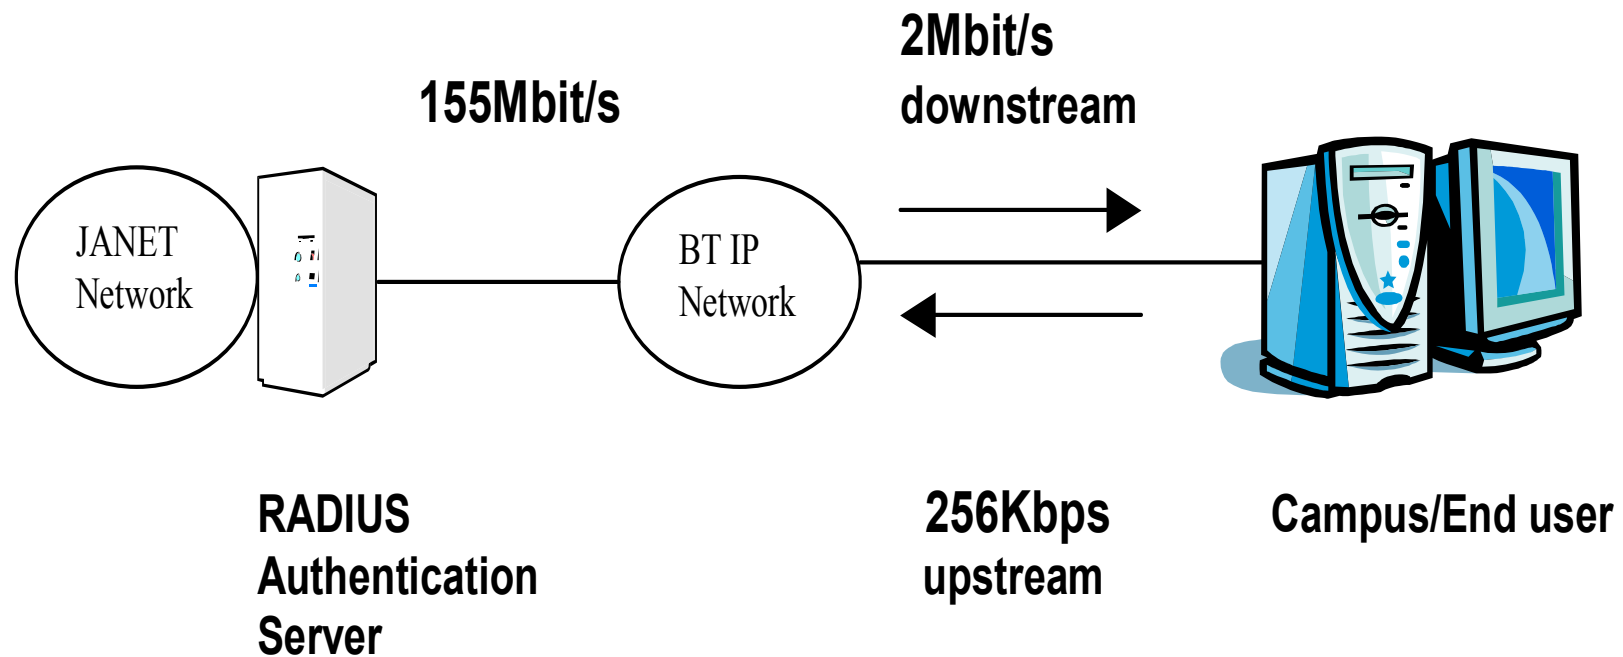 2Mbit/s
downstream
155Mbit/s
JANET
Network
BT IP
Network
RADIUS
Authentication
Server
256Kbps
upstream
Campus/End user